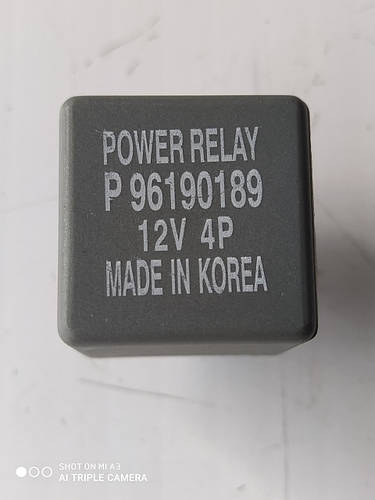 POWER RELAY
P 96190189
12V 4P
MADE IN KOREA
SHOT ON MI A3
AI TRIPLE CAMERA